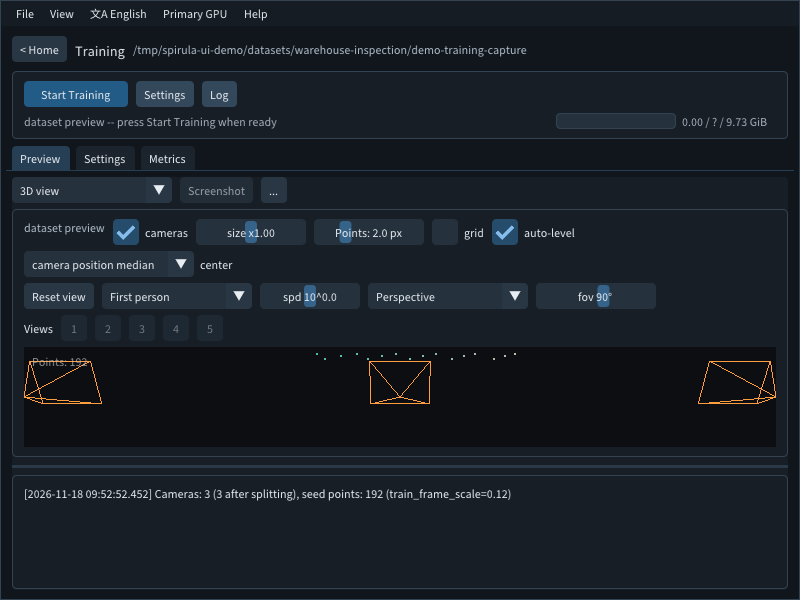 File View 文A English Primary GPU Help
< Home Training /tmp/spirula-ui-demo/datasets/warehouse-inspection/demo-training-capture
Start Training Settings Log
dataset preview -- press Start Training when ready 0.00 / ? / 9.73 GiB
Preview Settings Metrics
3D view Screenshot ...
dataset preview cameras size x1.00 Points: 2.0 px grid auto-level
camera position median center
Reset view First person spd 10^0.0 Perspective fov 90°
Views 1 2 3 4 5
Points: 192
[2026-11-18 09:52:52.452] Cameras: 3 (3 after splitting), seed points: 192 (train_frame_scale=0.12)